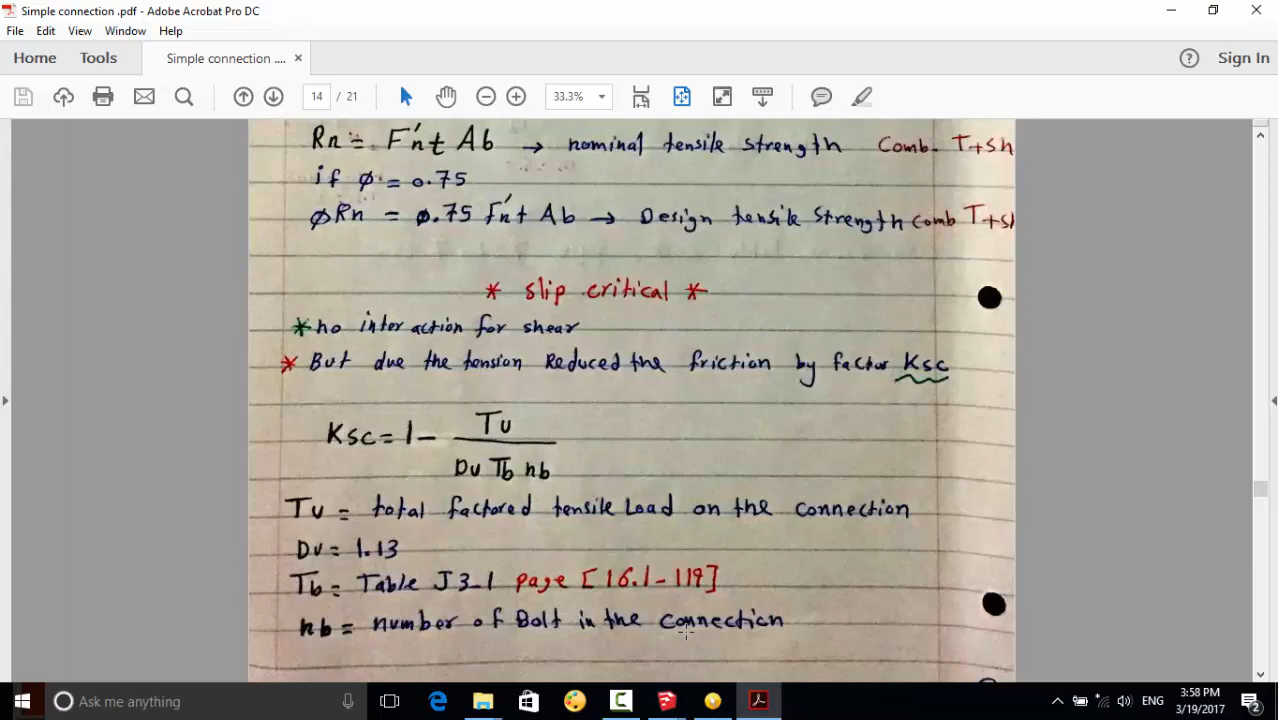 Simple connection .pdf - Adobe Acrobat Pro DC
File Edit View Window Help
Home Tools Simple connection .... × Sign In
14 / 21 33.3%
Rn = F'nt Ab → nominal tensile strength Comb. T+sh
if ϕ = 0.75
ϕRn = 0.75 F'nt Ab → Design tensile strength comb T+sh
* slip critical *
* no inter action for shear
* But due the tension Reduced the friction by factor Ksc
Ksc = 1 - Tu
Du Tb nb
Tu = total factored tensile Load on the connection
Du = 1.13
Tb = Table J3-1 page [16.1-119]
nb = number of Bolt in the connection
Ask me anything
ENG 3:58 PM
3/19/2017 2